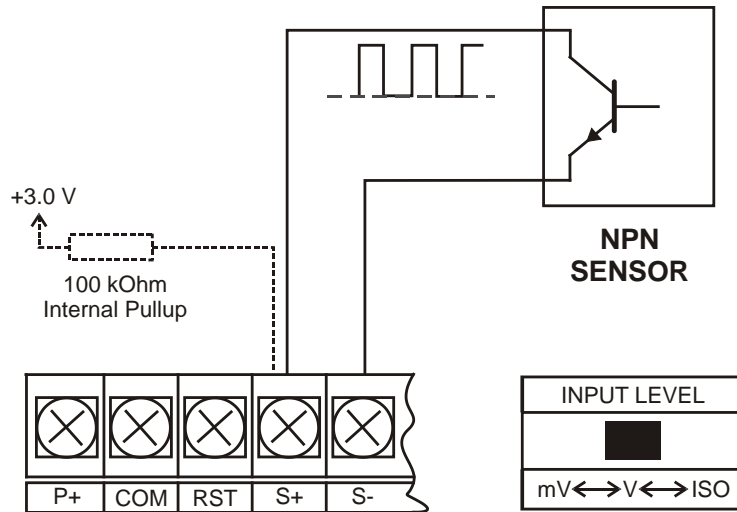 +3.0 V
100 kOhm
Internal Pullup
NPN
SENSOR
P+ COM RST S+ S-
INPUT LEVEL
mV V ISO